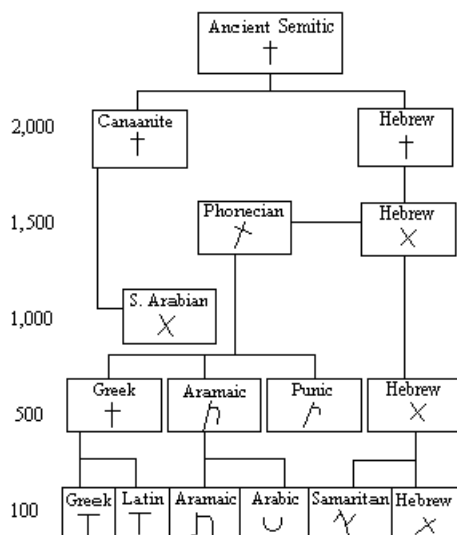 Ancient Semitic
2,000
Canaanite
Hebrew
1,500
Phonecian
Hebrew
1,000
S. Arabian
500
Greek
Aramaic
Punic
Hebrew
100
Greek
Latin
Aramaic
Arabic
Samaritan
Hebrew